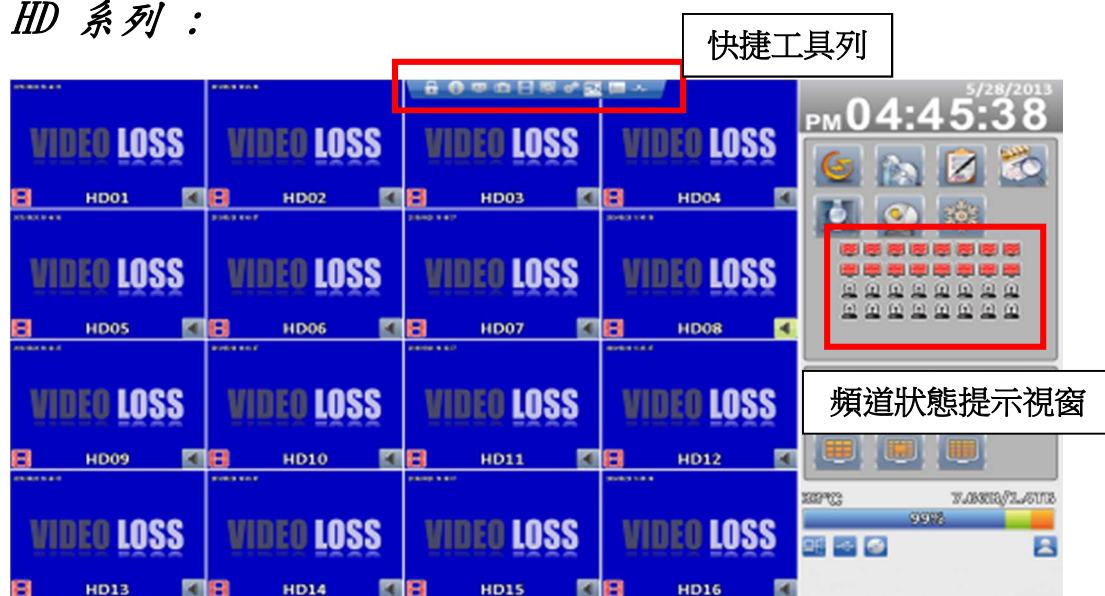 HD 系列 :
快捷工具列
5/28/2013
PM 04:45:38
VIDEO LOSS
VIDEO LOSS
VIDEO LOSS
VIDEO LOSS
HD01
HD02
HD03
HD04
VIDEO LOSS
VIDEO LOSS
VIDEO LOSS
VIDEO LOSS
HD05
HD06
HD07
HD08
頻道狀態提示視窗
VIDEO LOSS
VIDEO LOSS
VIDEO LOSS
VIDEO LOSS
HD09
HD10
HD11
HD12
VIDEO LOSS
VIDEO LOSS
VIDEO LOSS
VIDEO LOSS
99%
HD13
HD14
HD15
HD16